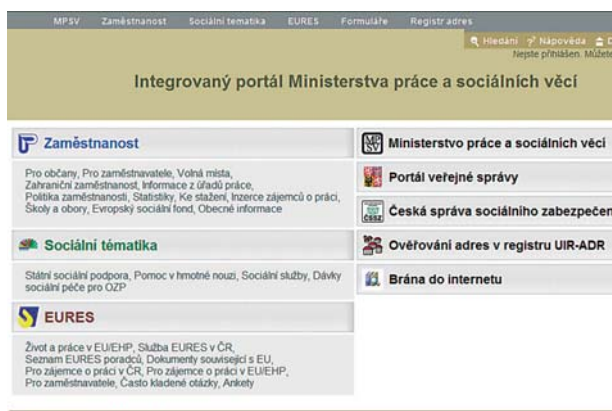 MPSV Zaměstnanost Sociální tematika EURES Formuláře Registr adres
Hledání Nápověda
Nejste přihlášen. Můžete
Integrovaný portál Ministerstva práce a sociálních věcí
Zaměstnanost
Pro občany, Pro zaměstnavatele, Volná místa,
Zahraniční zaměstnanost, Informace z úřadů práce,
Politika zaměstnanosti, Statistiky, Ke stažení, Inzerce zájemců o práci,
Školy a obory, Evropský sociální fond, Obecné informace
Sociální tématika
Státní sociální podpora, Pomoc v hmotné nouzi, Sociální služby, Dávky
sociální péče pro OZP
EURES
Život a práce v EU/EHP, Služba EURES v ČR,
Seznam EURES poradců, Dokumenty související s EU,
Pro zájemce o práci v ČR, Pro zájemce o práci v EU/EHP,
Pro zaměstnavatele, Často kladené otázky, Ankety
MP SV Ministerstvo práce a sociálních věcí
Portál veřejné správy
ČSSZ Česká správa sociálního zabezpečen
Ověřování adres v registru UIR-ADR
Brána do internetu